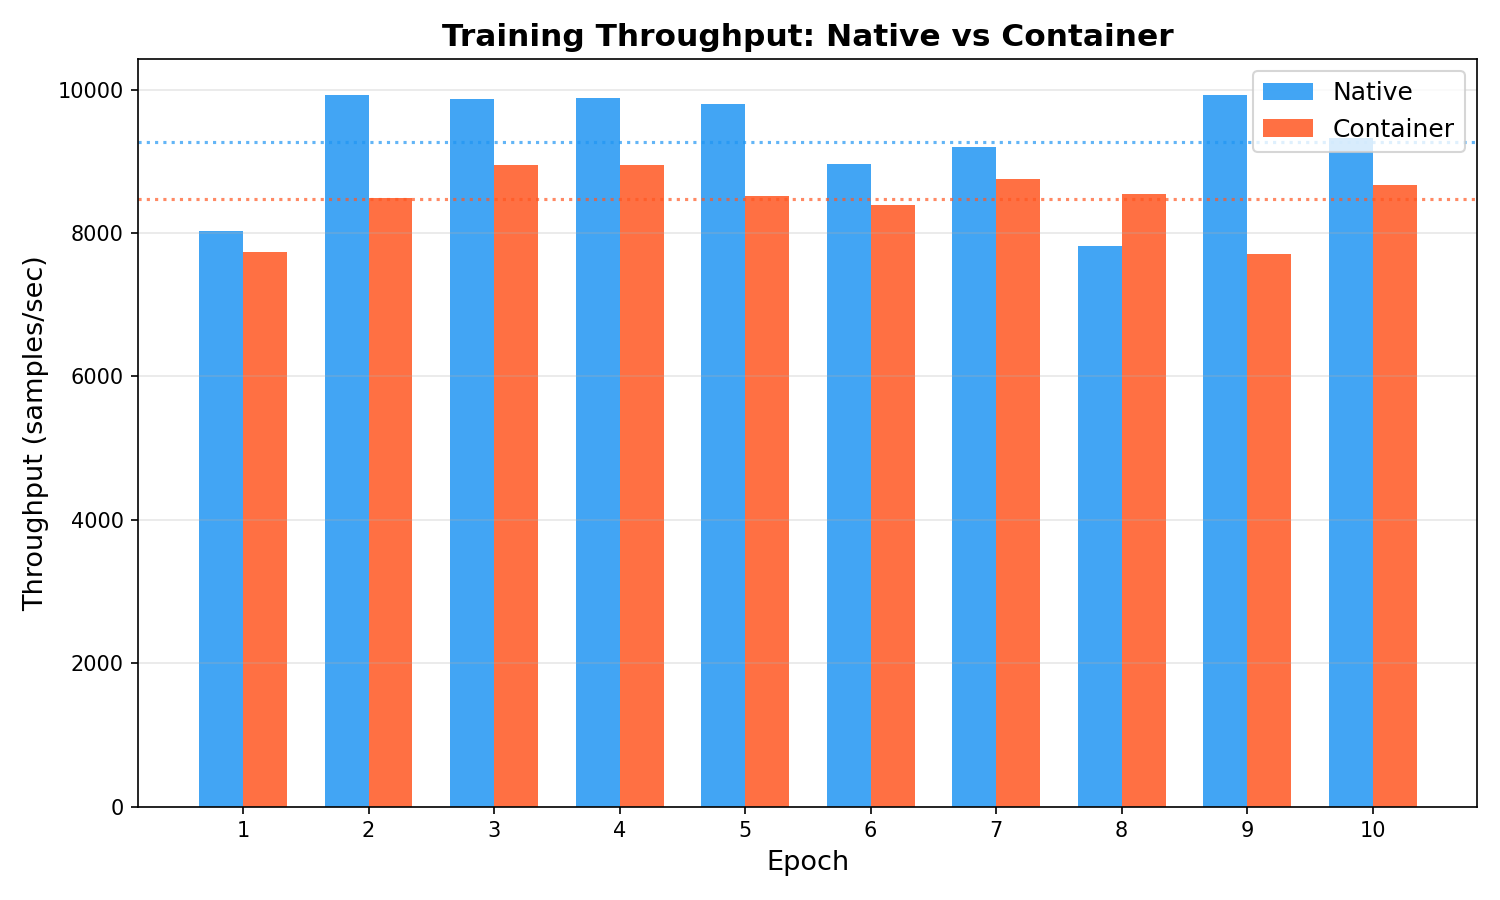 Training Throughput: Native vs Container
Native
Container
Throughput (samples/sec)
10000
8000
6000
4000
2000
0
1 2 3 4 5 6 7 8 9 10
Epoch